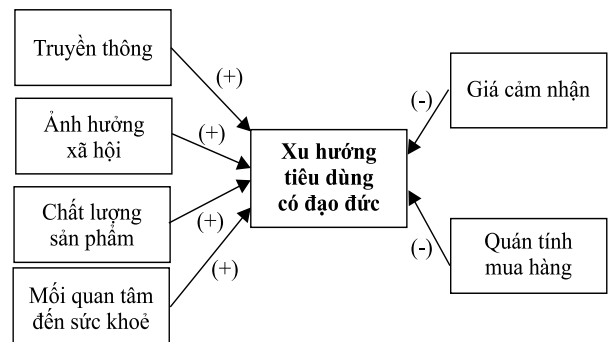 Truyền thông
(+)
Ảnh hưởng
xã hội
(+)
Chất lượng
sản phẩm
(+)
Mối quan tâm
đến sức khoẻ
(+)
Xu hướng
tiêu dùng
có đạo đức
(-)
Giá cảm nhận
(-)
Quán tính
mua hàng